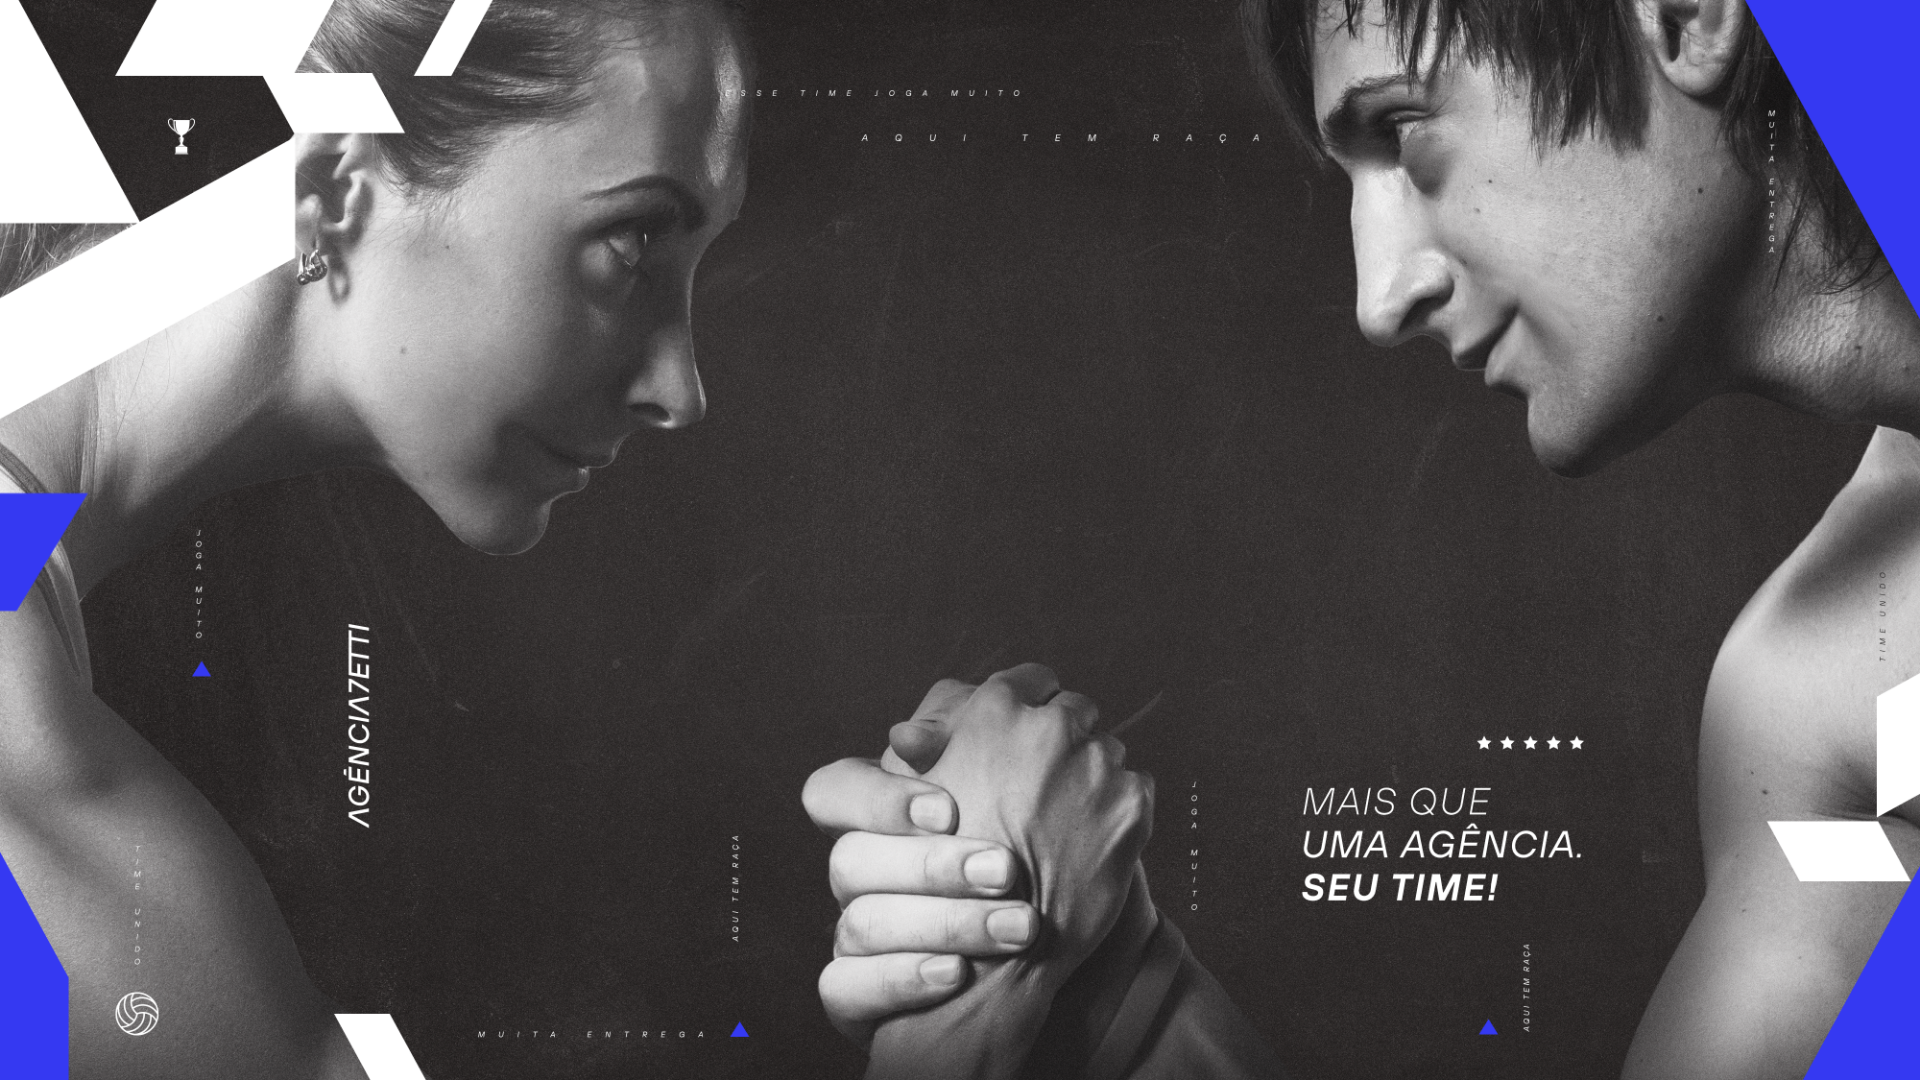 ESSE TIME JOGA MUITO
AQUI TEM RAÇA
MUITA ENTREGA
JOGA MUITO
AGÊNCIA7ETTI
TIME UNIDO
TIME UNIDO
AQUI TEM RAÇA
JOGA MUITO
MAIS QUE
UMA AGÊNCIA.
SEU TIME!
AQUI TEM RAÇA
MUITA ENTREGA